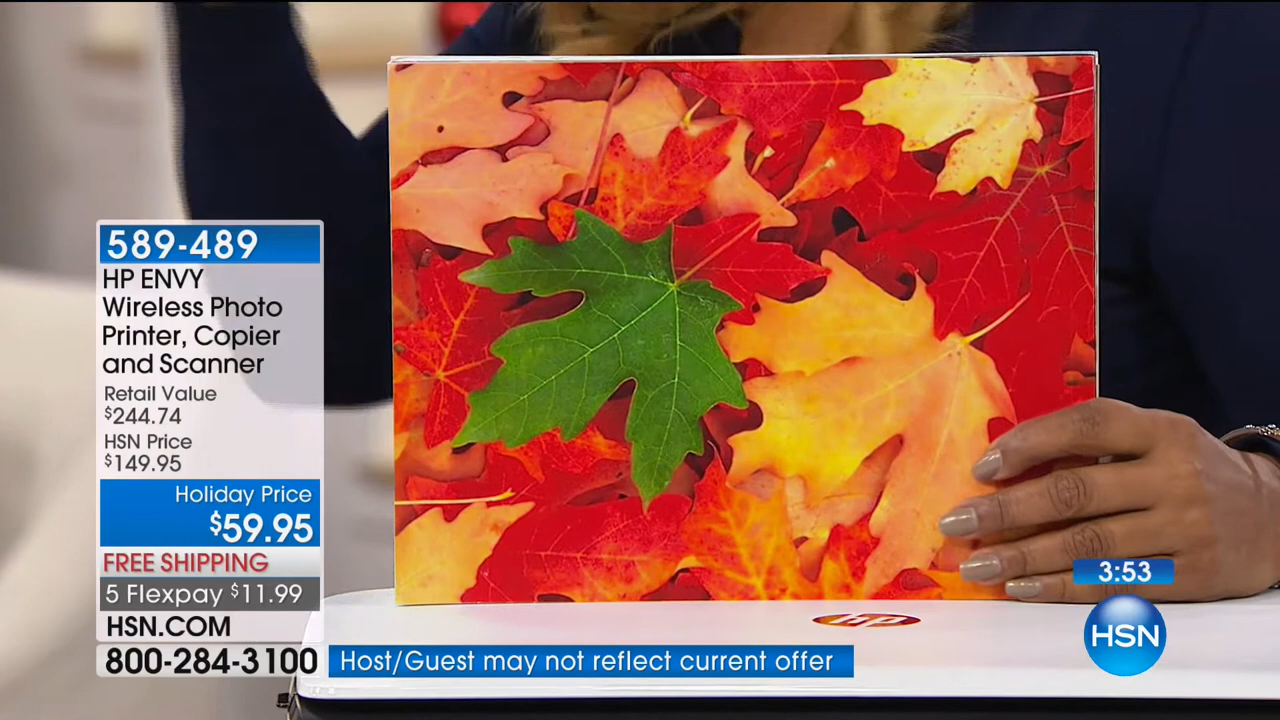 589-489
HP ENVY
Wireless Photo
Printer, Copier
and Scanner
Retail Value
$244.74
HSN Price
$149.95
Holiday Price
$59.95
FREE SHIPPING
5 Flexpay $11.99
HSN.COM
800-284-3100
Host/Guest may not reflect current offer
hp
3:53
HSN